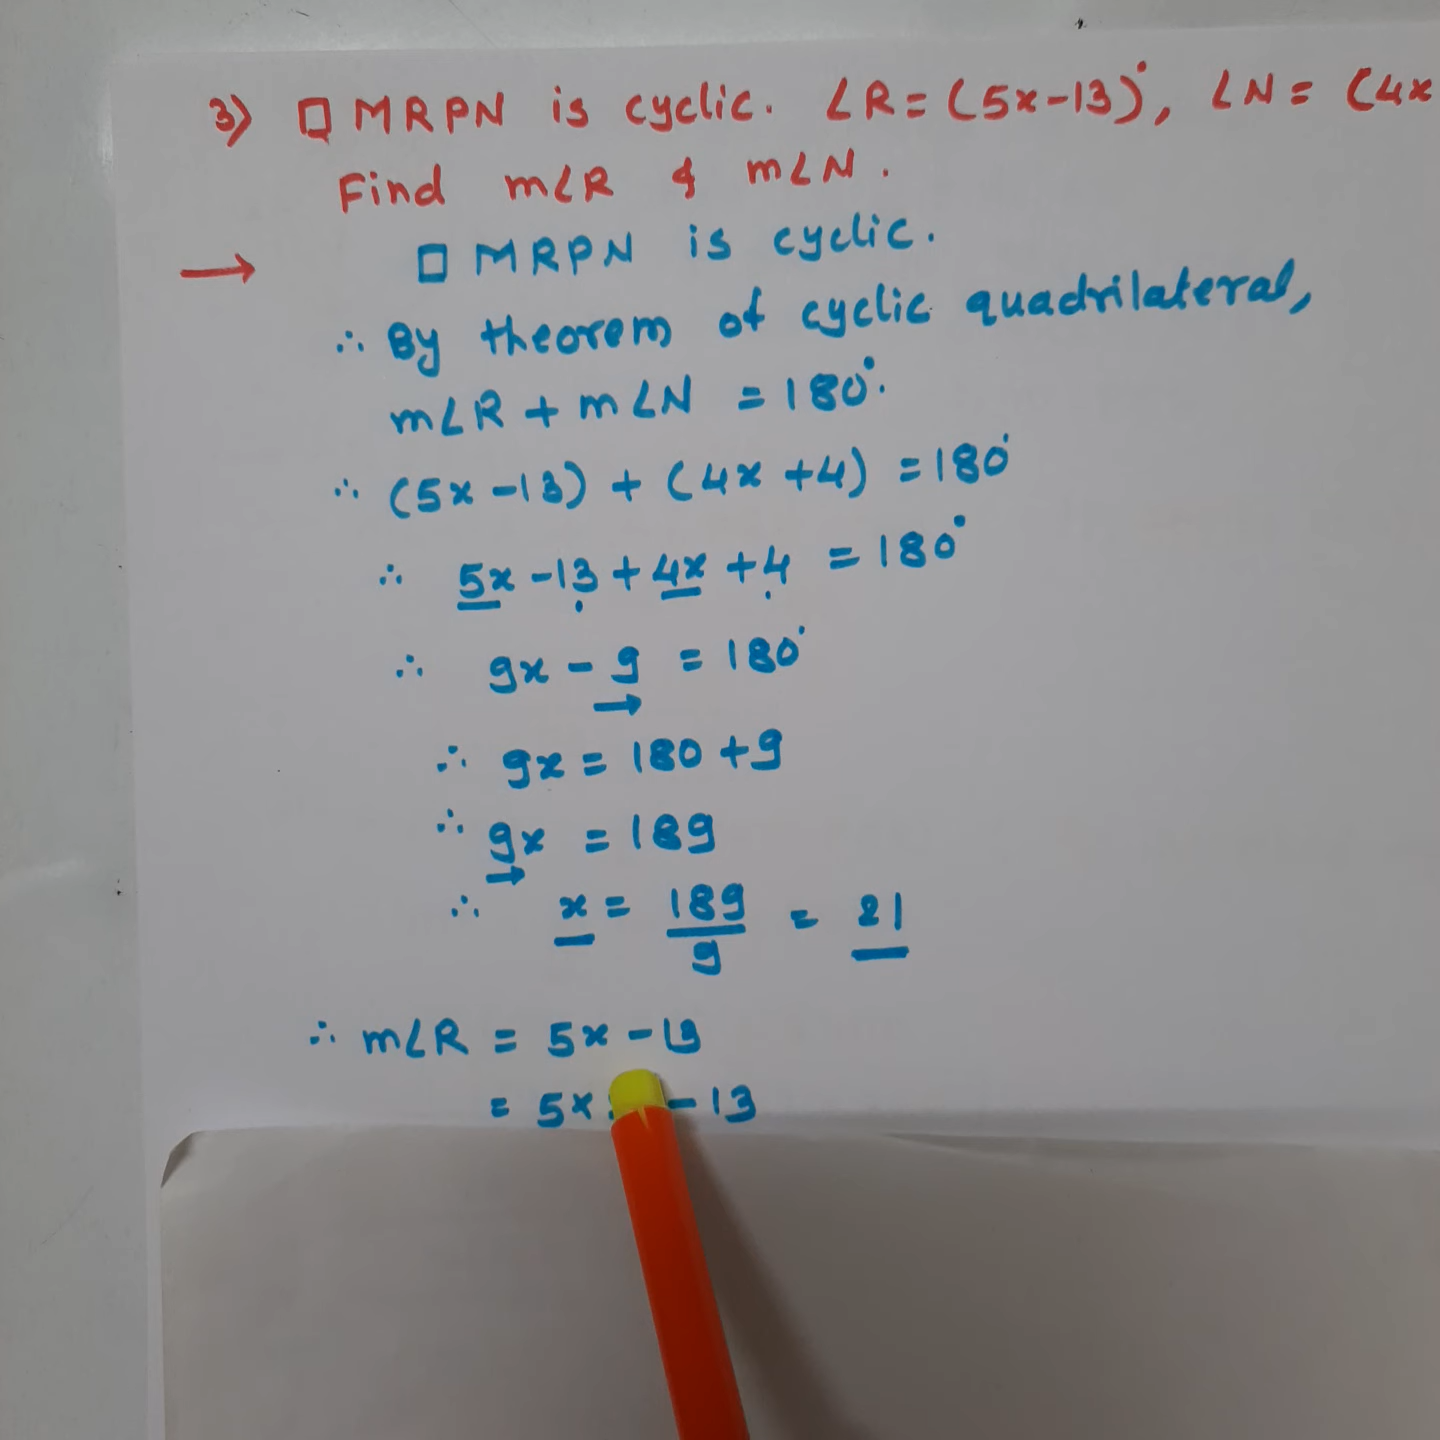 3) □ MRPN is cyclic. ∠R = (5x-13)°, ∠N = (4x
Find m∠R & m∠N.
→ □ MRPN is cyclic.
∴ By theorem of cyclic quadrilateral,
m∠R + m∠N = 180°.
∴ (5x -13) + (4x +4) = 180°
∴ 5x -13 + 4x + 4 = 180°
∴ 9x - 9 = 180°
∴ 9x = 180 + 9
∴ 9x = 189
∴ x = 189/9 = 21
∴ m∠R = 5x - 13
= 5x - 13